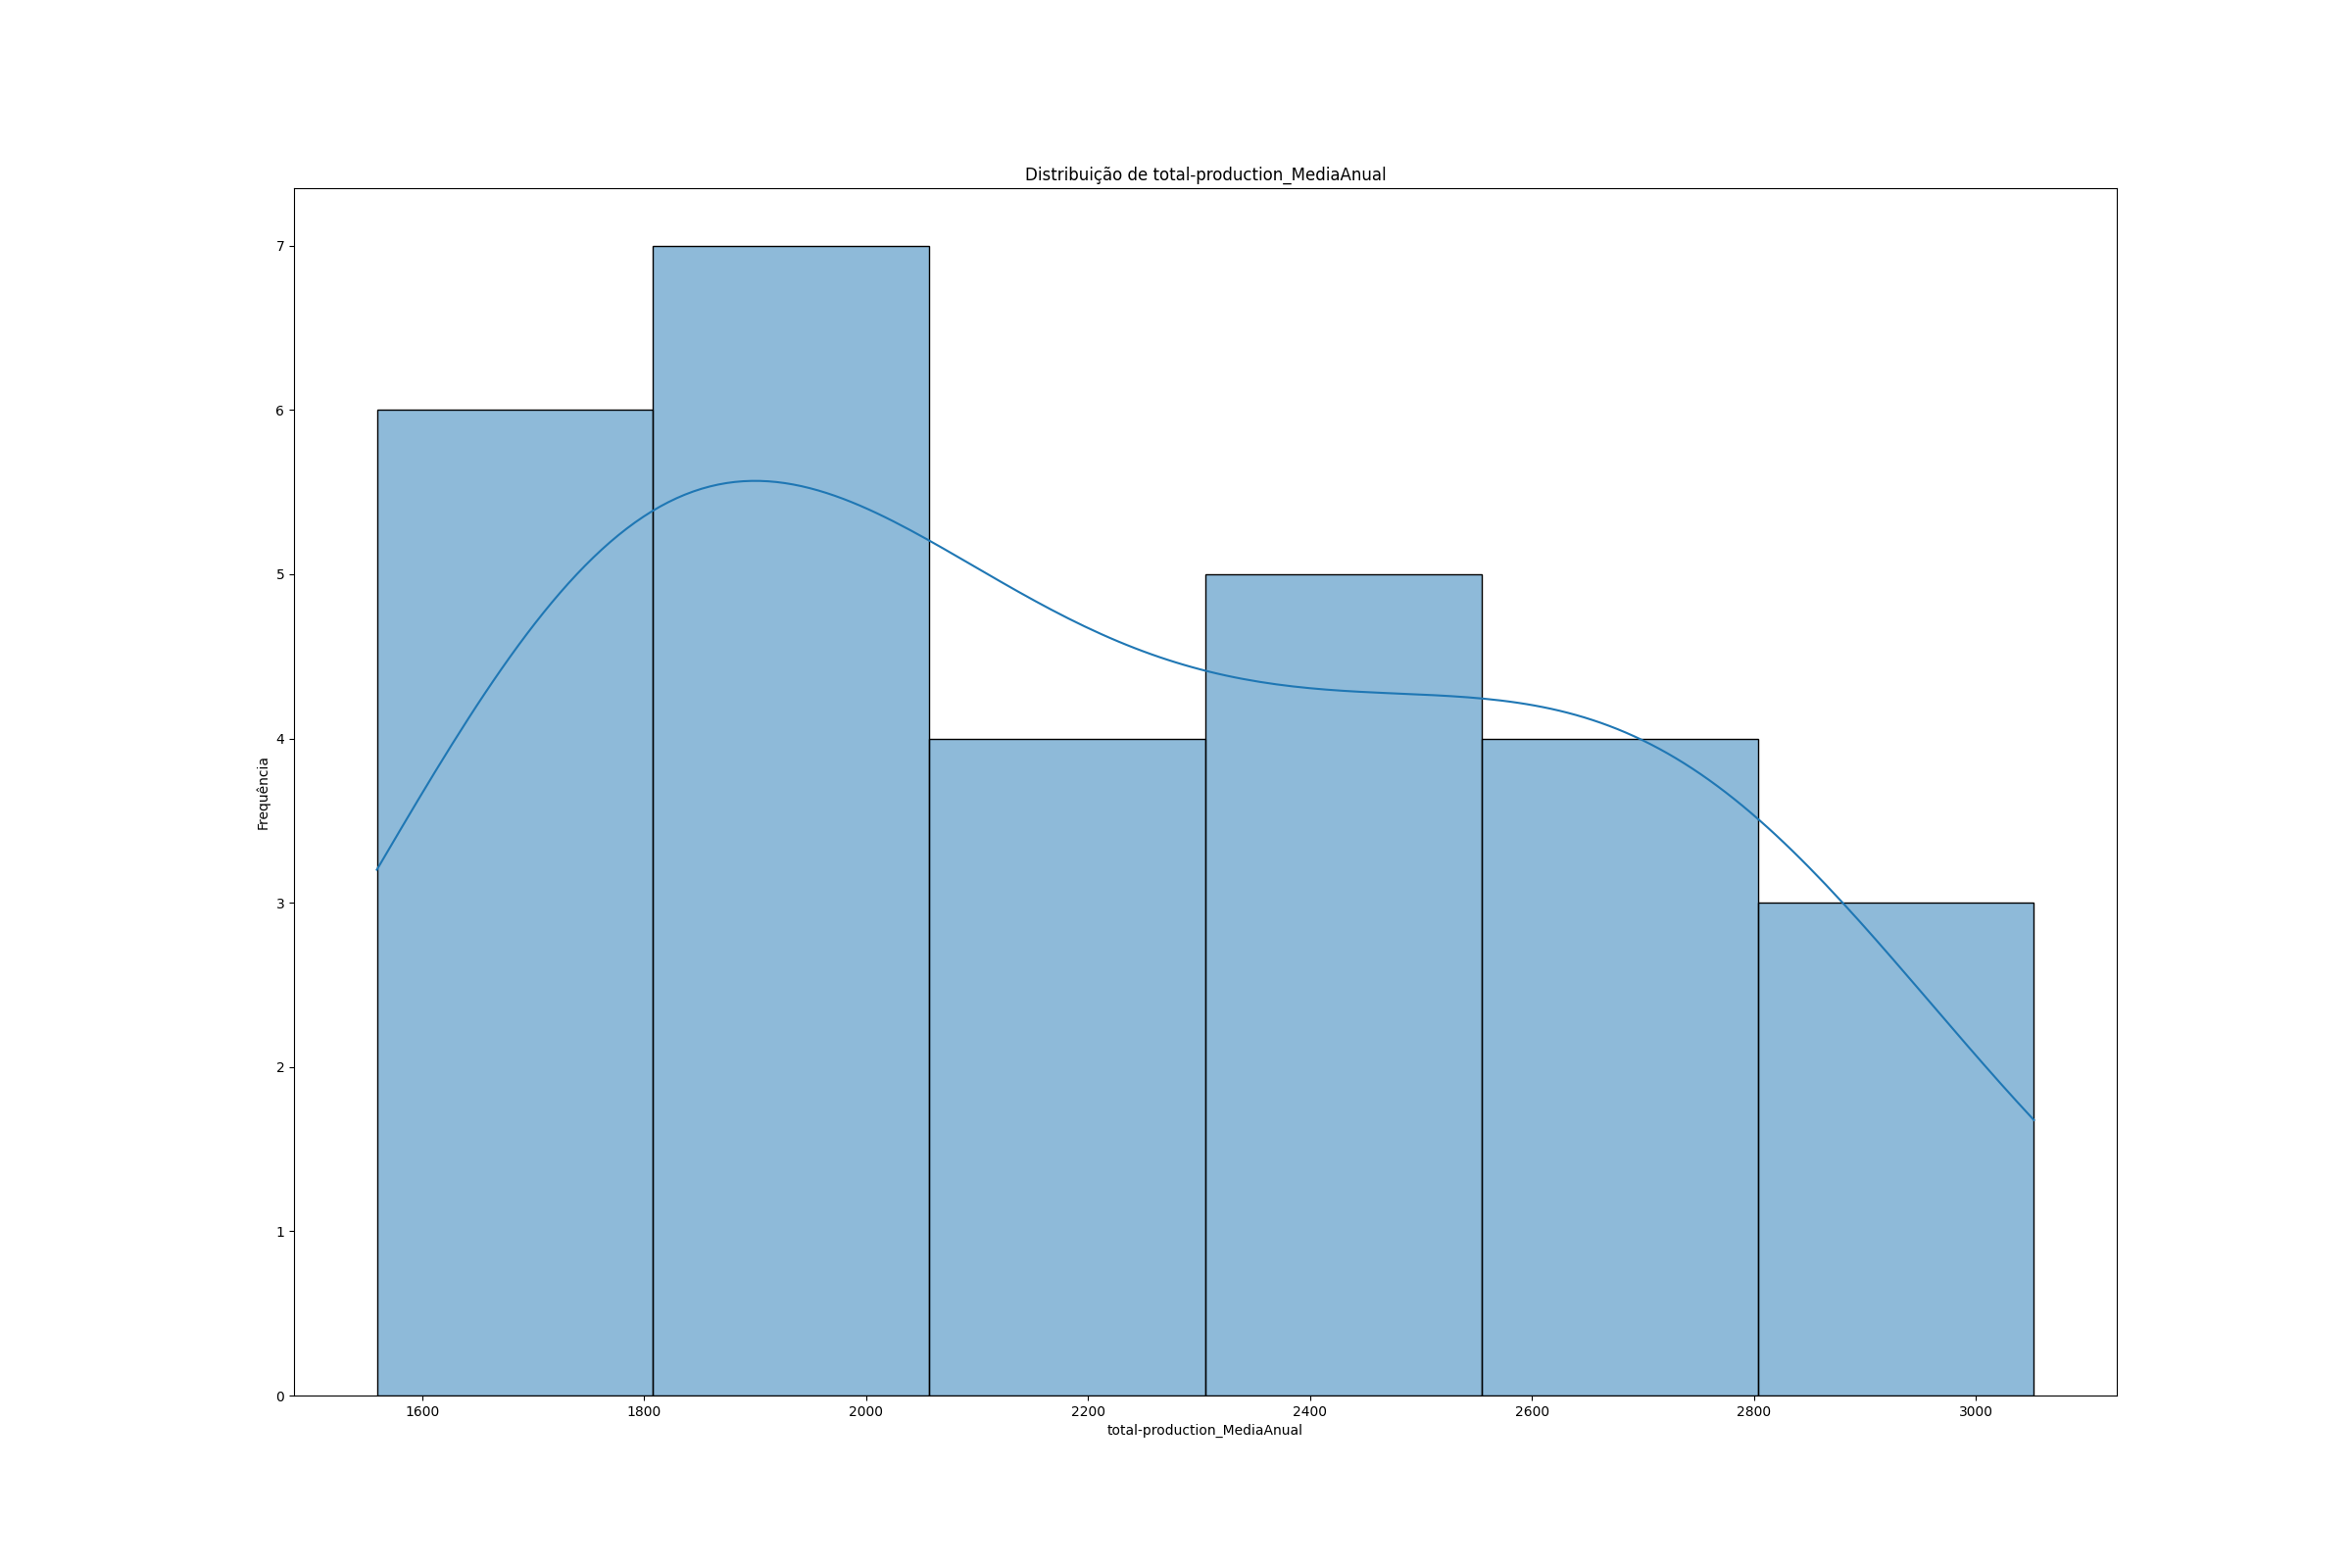 Distribuição de total-production_MediaAnual
7
6
5
4
3
2
1
0
Frequência
1600 1800 2000 2200 2400 2600 2800 3000
total-production_MediaAnual